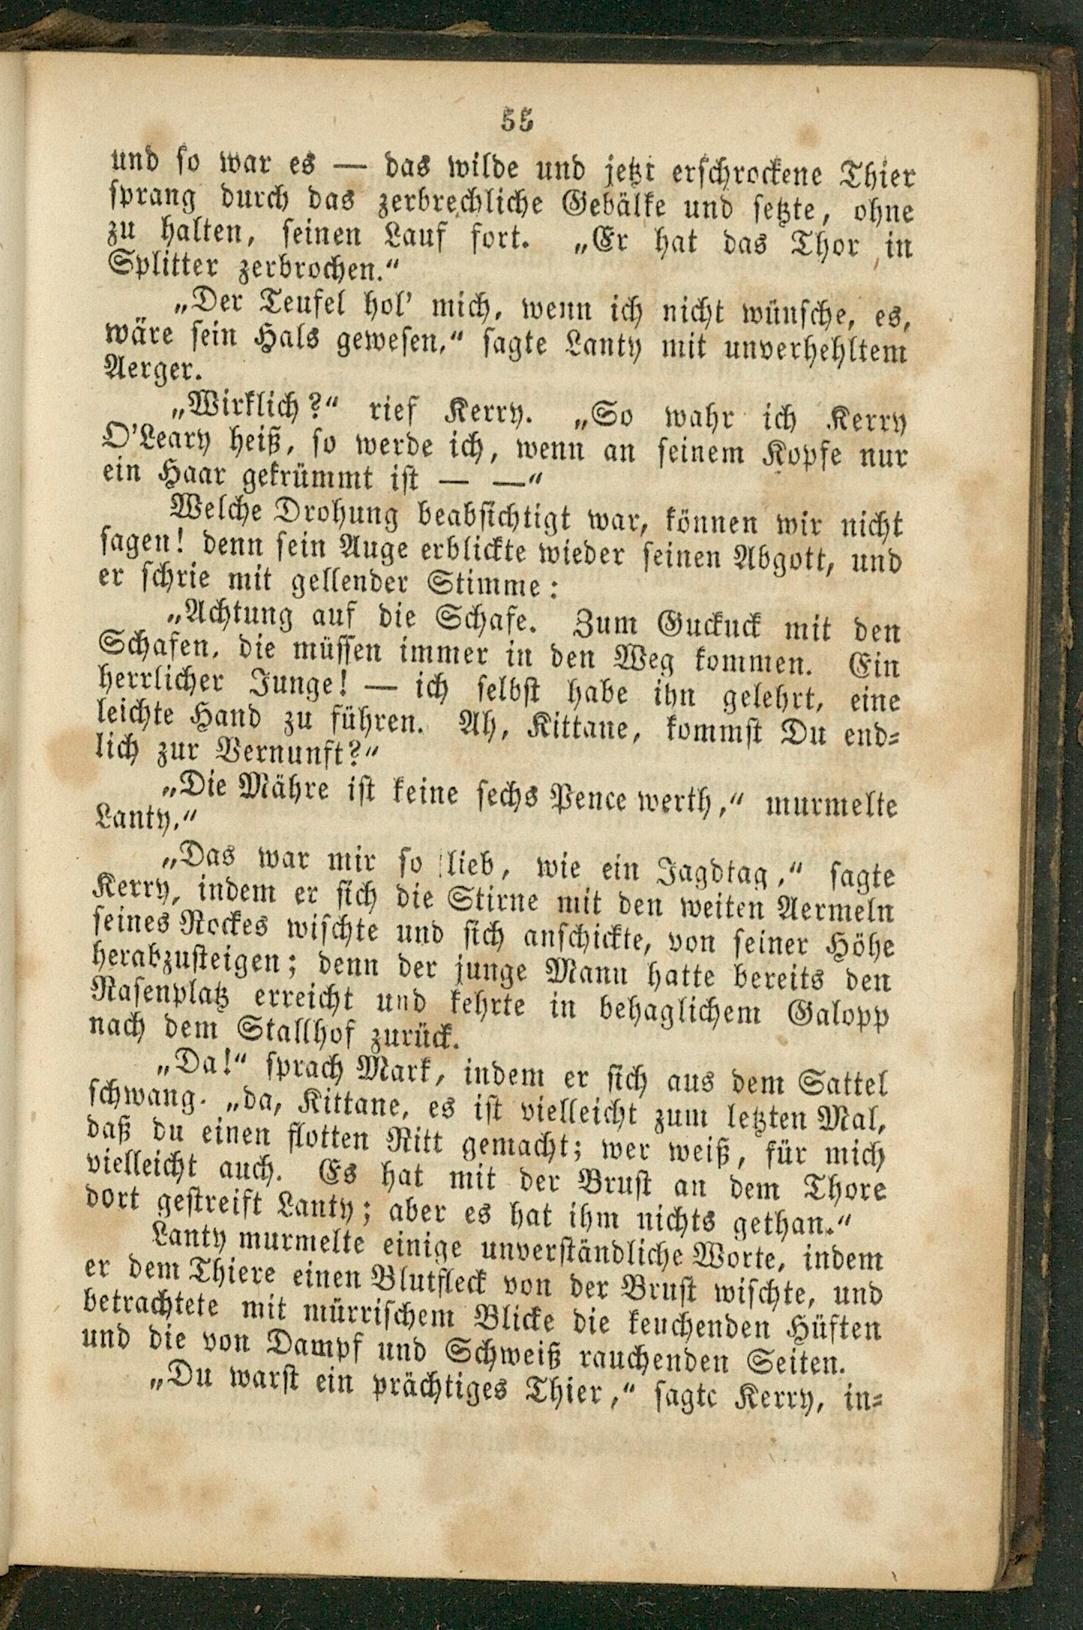 55
und so war es — das wilde und jetzt erschrockene Thier
sprang durch das zerbrechliche Gebälke und setzte, ohne
zu halten, seinen Lauf fort. „Er hat das Thor in
Splitter zerbrochen.“
„Der Teufel hol' mich, wenn ich nicht wünsche, es,
wäre sein Hals gewesen,“ sagte Lanty mit unverhehltem
Aerger.
„Wirklich?“ rief Kerry. „So wahr ich Kerry
O'Leary heiß, so werde ich, wenn an seinem Kopfe nur
ein Haar gekrümmt ist — —“
Welche Drohung beabsichtigt war, können wir nicht
sagen! denn sein Auge erblickte wieder seinen Abgott, und
er schrie mit gellender Stimme:
„Achtung auf die Schafe. Zum Guckuck mit den
Schafen, die müssen immer in den Weg kommen. Ein
herrlicher Junge! — ich selbst habe ihn gelehrt, eine
leichte Hand zu führen. Ah, Kittane, kommst Du end-
lich zur Vernunft?“
„Die Mähre ist keine sechs Pence werth,“ murmelte
Lanty.“
„Das war mir so lieb, wie ein Jagdtag,“ sagte
Kerry, indem er sich die Stirne mit den weiten Aermeln
seines Rockes wischte und sich anschickte, von seiner Höhe
herabzusteigen; denn der junge Mann hatte bereits den
Rasenplatz erreicht und kehrte in behaglichem Galopp
nach dem Stallhof zurück.
„Da!“ sprach Mark, indem er sich aus dem Sattel
schwang. „da, Kittane, es ist vielleicht zum letzten Mal,
daß du einen flotten Ritt gemacht; wer weiß, für mich
vielleicht auch. Es hat mit der Brust an dem Thore
dort gestreift Lanty; aber es hat ihm nichts gethan.“
Lanty murmelte einige unverständliche Worte, indem
er dem Thiere einen Blutfleck von der Brust wischte, und
betrachtete mit mürrischem Blicke die keuchenden Hüften
und die von Dampf und Schweiß rauchenden Seiten.
„Du warst ein prächtiges Thier,“ sagte Kerry, in-